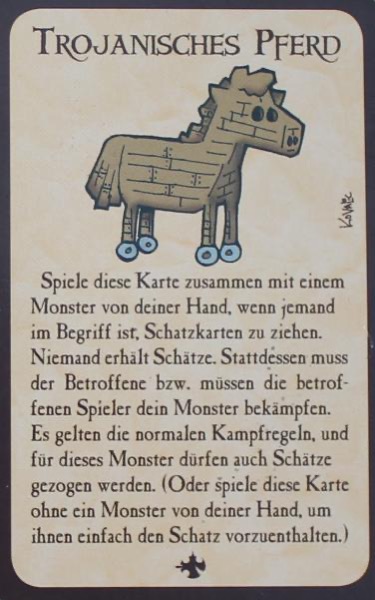 Trojanisches Pferd
Kovalic
Spiele diese Karte zusammen mit einem
Monster von deiner Hand, wenn jemand
im Begriff ist, Schatzkarten zu ziehen.
Niemand erhält Schätze. Stattdessen muss
der Betroffene bzw. müssen die betrof-
fenen Spieler dein Monster bekämpfen.
Es gelten die normalen Kampfregeln, und
für dieses Monster dürfen auch Schätze
gezogen werden. (Oder spiele diese Karte
ohne ein Monster von deiner Hand, um
ihnen einfach den Schatz vorzuenthalten.)